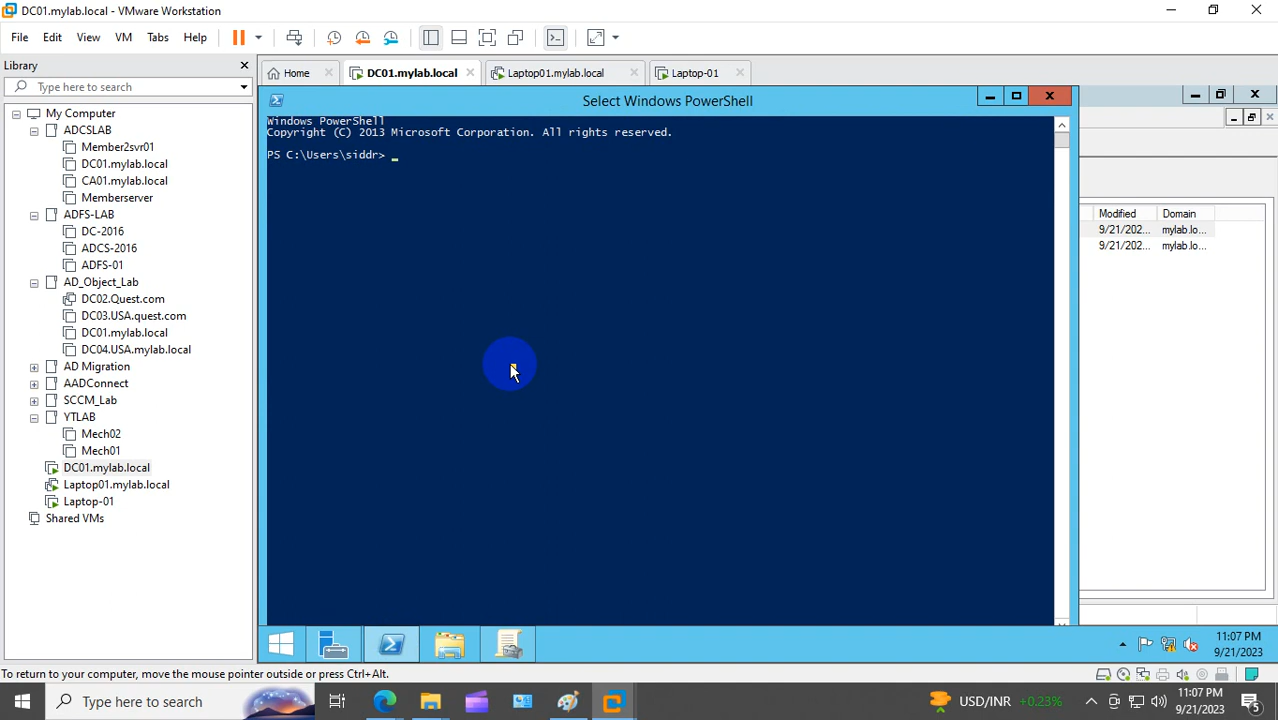 DC01.mylab.local - VMware Workstation
File Edit View VM Tabs Help
Library
Type here to search
Home
DC01.mylab.local
Laptop01.mylab.local
Laptop-01
My Computer
ADCSLAB
Member2svr01
DC01.mylab.local
CA01.mylab.local
Memberserver
ADFS-LAB
DC-2016
ADCS-2016
ADFS-01
AD_Object_Lab
DC02.Quest.com
DC03.USA.quest.com
DC01.mylab.local
DC04.USA.mylab.local
AD Migration
AADConnect
SCCM_Lab
YTLAB
Mech02
Mech01
DC01.mylab.local
Laptop01.mylab.local
Laptop-01
Shared VMs
Select Windows PowerShell
Windows PowerShell
Copyright (C) 2013 Microsoft Corporation. All rights reserved.
PS C:\Users\siddr> _
Modified Domain
9/21/202... mylab.lo...
9/21/202... mylab.lo...
11:07 PM
9/21/2023
To return to your computer, move the mouse pointer outside or press Ctrl+Alt.
Type here to search
USD/INR +0.23%
11:07 PM
9/21/2023
5